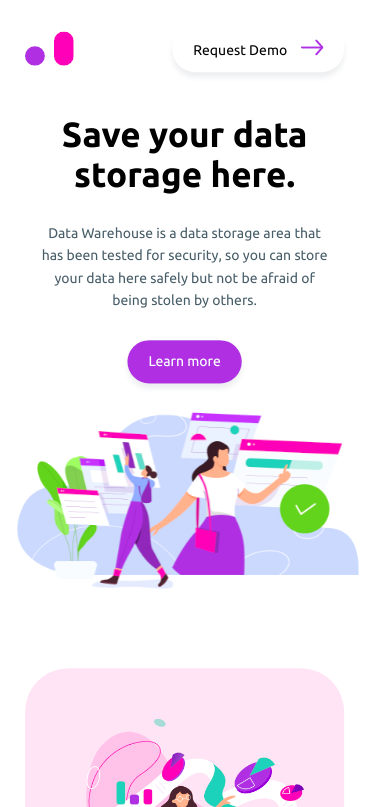 Request Demo
Save your data
storage here.
Data Warehouse is a data storage area that
has been tested for security, so you can store
your data here safely but not be afraid of
being stolen by others.
Learn more